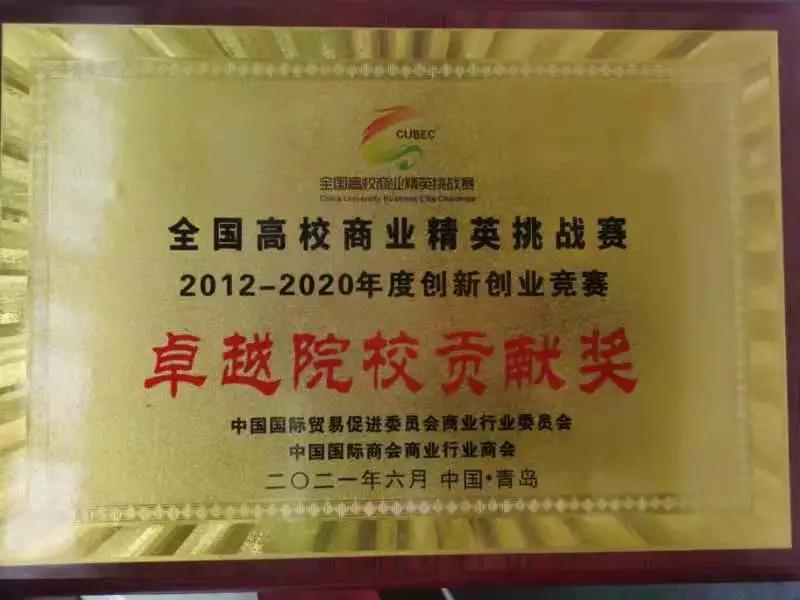 CUBEC
全国高校商业精英挑战赛
China University Business Elite Challenge
全国高校商业精英挑战赛
2012-2020年度创新创业竞赛
卓越院校贡献奖
中国国际贸易促进委员会商业行业委员会
中国国际商会商业行业商会
二〇二一年六月 中国·青岛